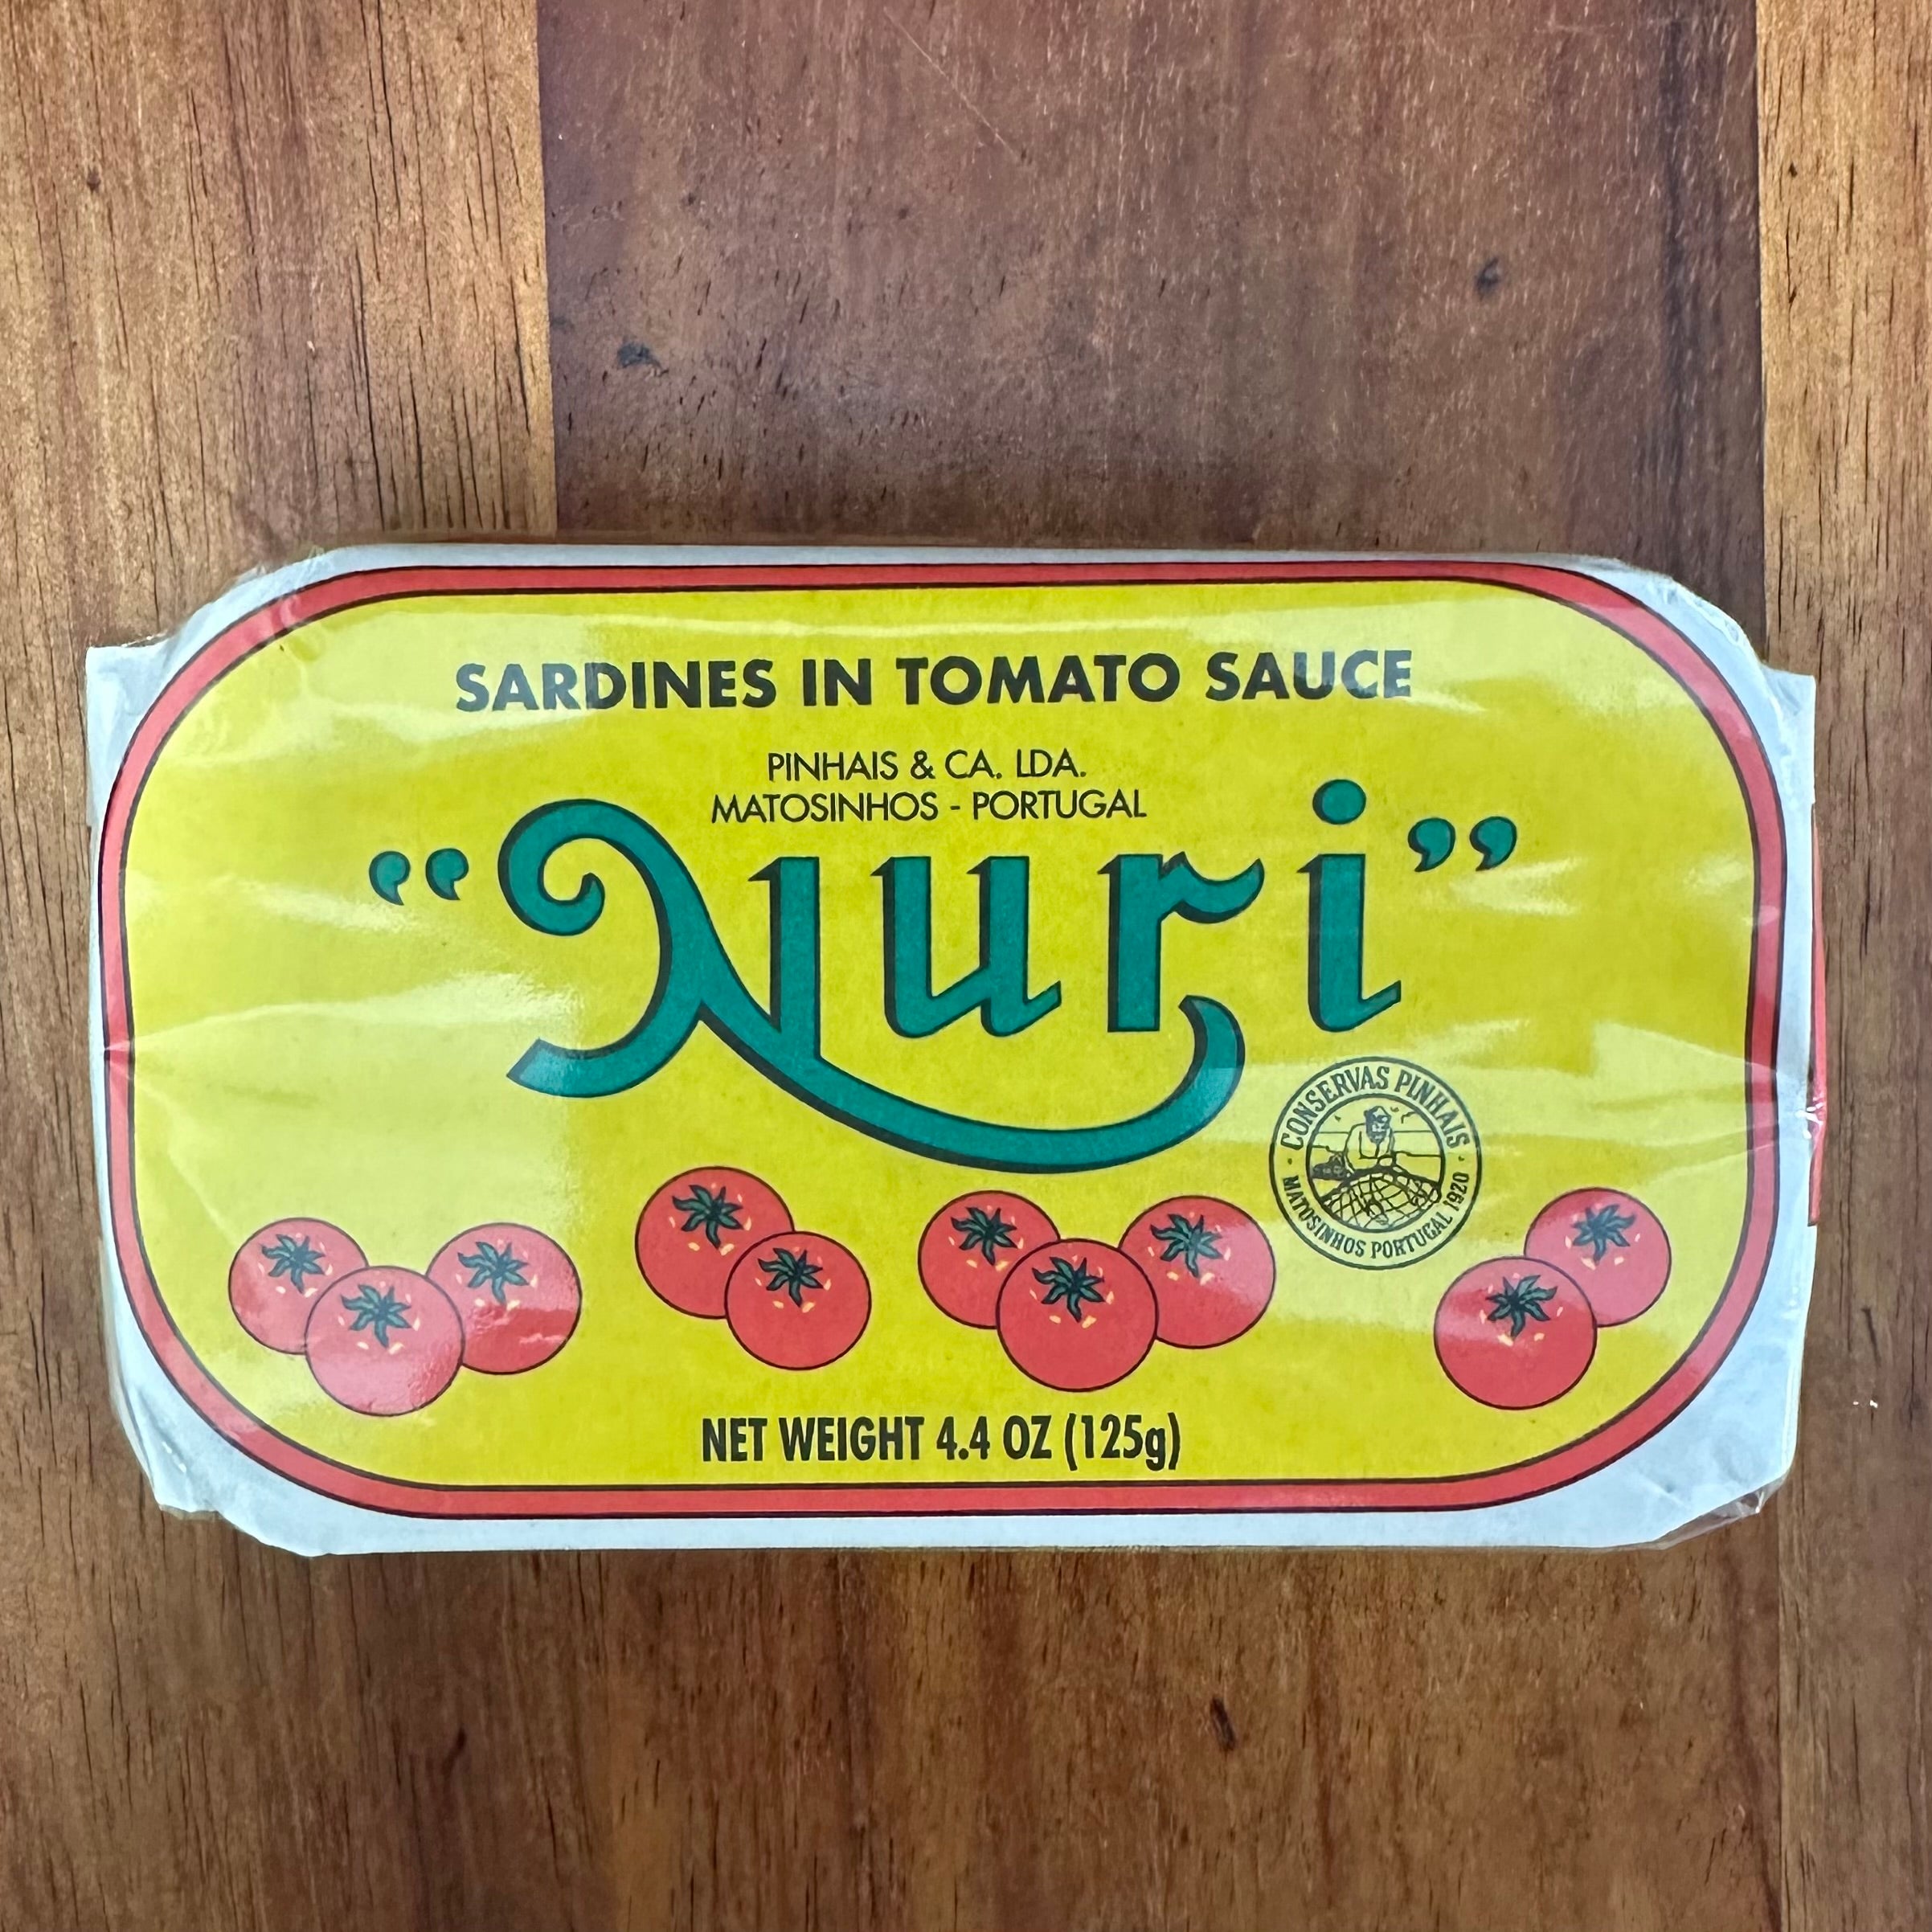 SARDINES IN TOMATO SAUCE
PINHAIS & CA. LDA.
MATOSINHOS - PORTUGAL
“Nuri”
CONSERVAS PINHAIS
MATOSINHOS PORTUGAL 1920
NET WEIGHT 4.4 OZ (125g)